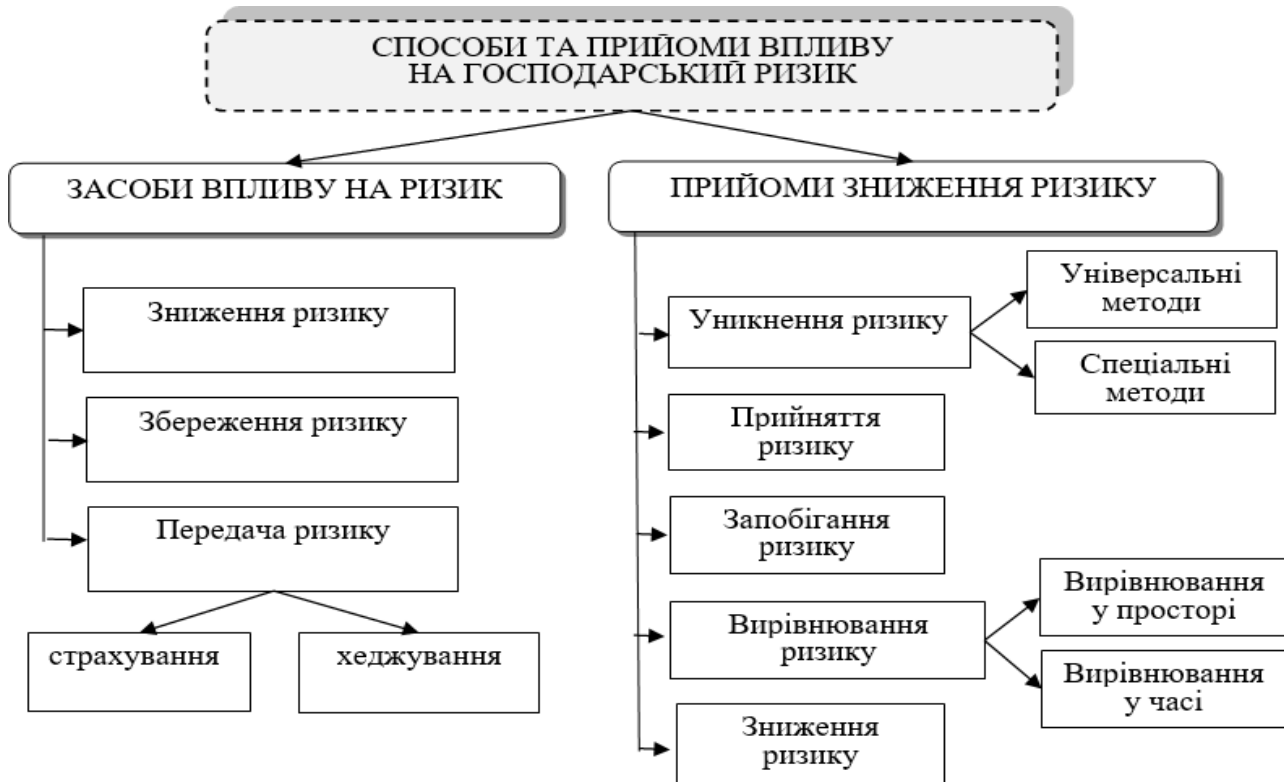 СПОСОБИ ТА ПРИЙОМИ ВПЛИВУ
НА ГОСПОДАРСЬКИЙ РИЗИК
ЗАСОБИ ВПЛИВУ НА РИЗИК
Зниження ризику
Збереження ризику
Передача ризику
страхування
хеджування
ПРИЙОМИ ЗНИЖЕННЯ РИЗИКУ
Уникнення ризику
Універсальні
методи
Спеціальні
методи
Прийняття
ризику
Запобігання
ризику
Вирівнювання
ризику
Вирівнювання
у просторі
Вирівнювання
у часі
Зниження
ризику